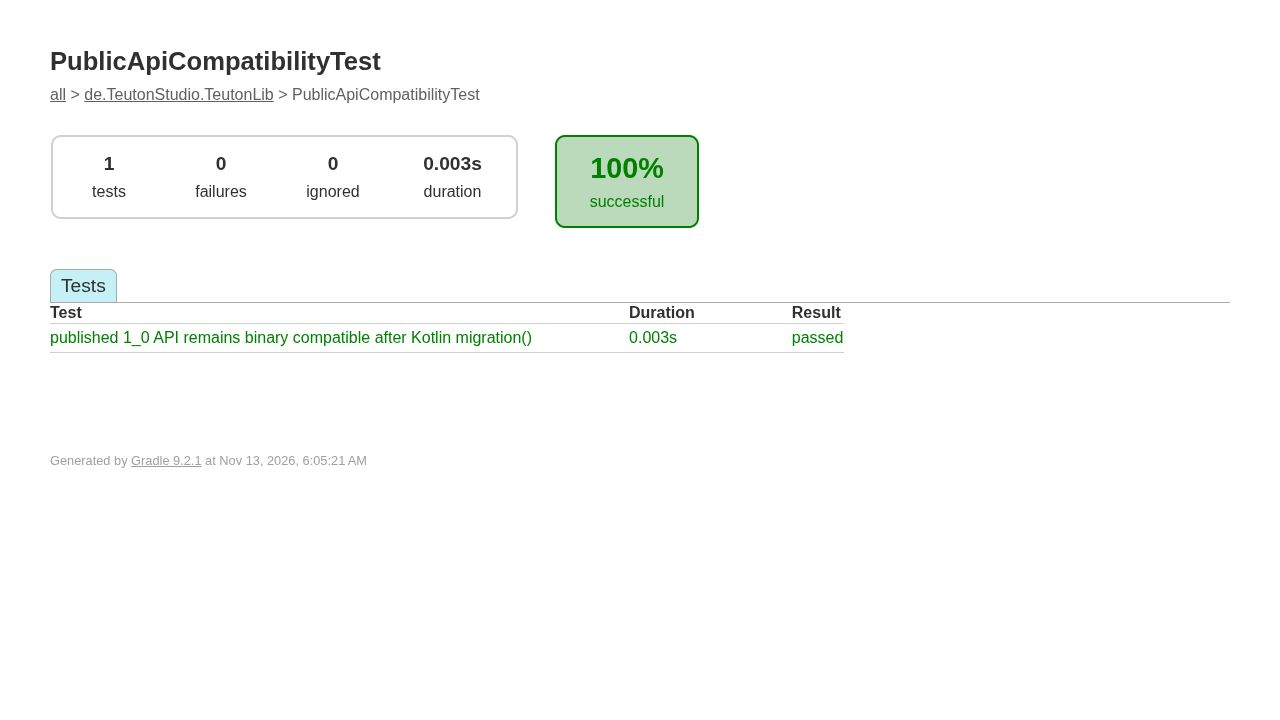 PublicApiCompatibilityTest
all > de.TeutonStudio.TeutonLib > PublicApiCompatibilityTest
1 0 0 0.003s
tests failures ignored duration
100%
successful
Tests
Test Duration Result
published 1_0 API remains binary compatible after Kotlin migration() 0.003s passed
Generated by Gradle 9.2.1 at Nov 13, 2026, 6:05:21 AM